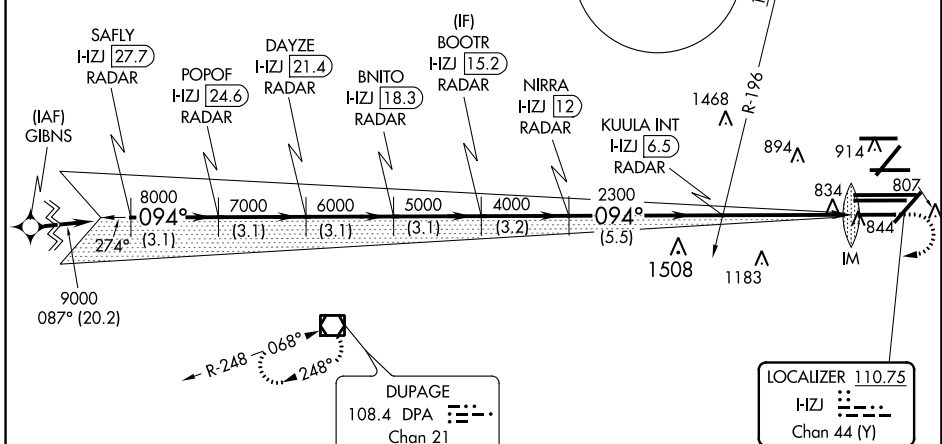 (IAF)
GIBNS
SAFLY
I-IZJ 27.7
RADAR
POPOF
I-IZJ 24.6
RADAR
DAYZE
I-IZJ 21.4
RADAR
BNITO
I-IZJ 18.3
RADAR
(IF)
BOOTR
I-IZJ 15.2
RADAR
NIRRA
I-IZJ 12
RADAR
KUULA INT
I-IZJ 6.5
RADAR
R-196
1468
894
914
834
807
844
IM
1508
1183
8000
094°
(3.1)
274°
7000
(3.1)
6000
(3.1)
5000
(3.1)
4000
(3.2)
2300
094°
(5.5)
9000
087° (20.2)
R-248
068°
248°
DUPAGE
108.4 DPA
Chan 21
LOCALIZER 110.75
I-IZJ
Chan 44 (Y)